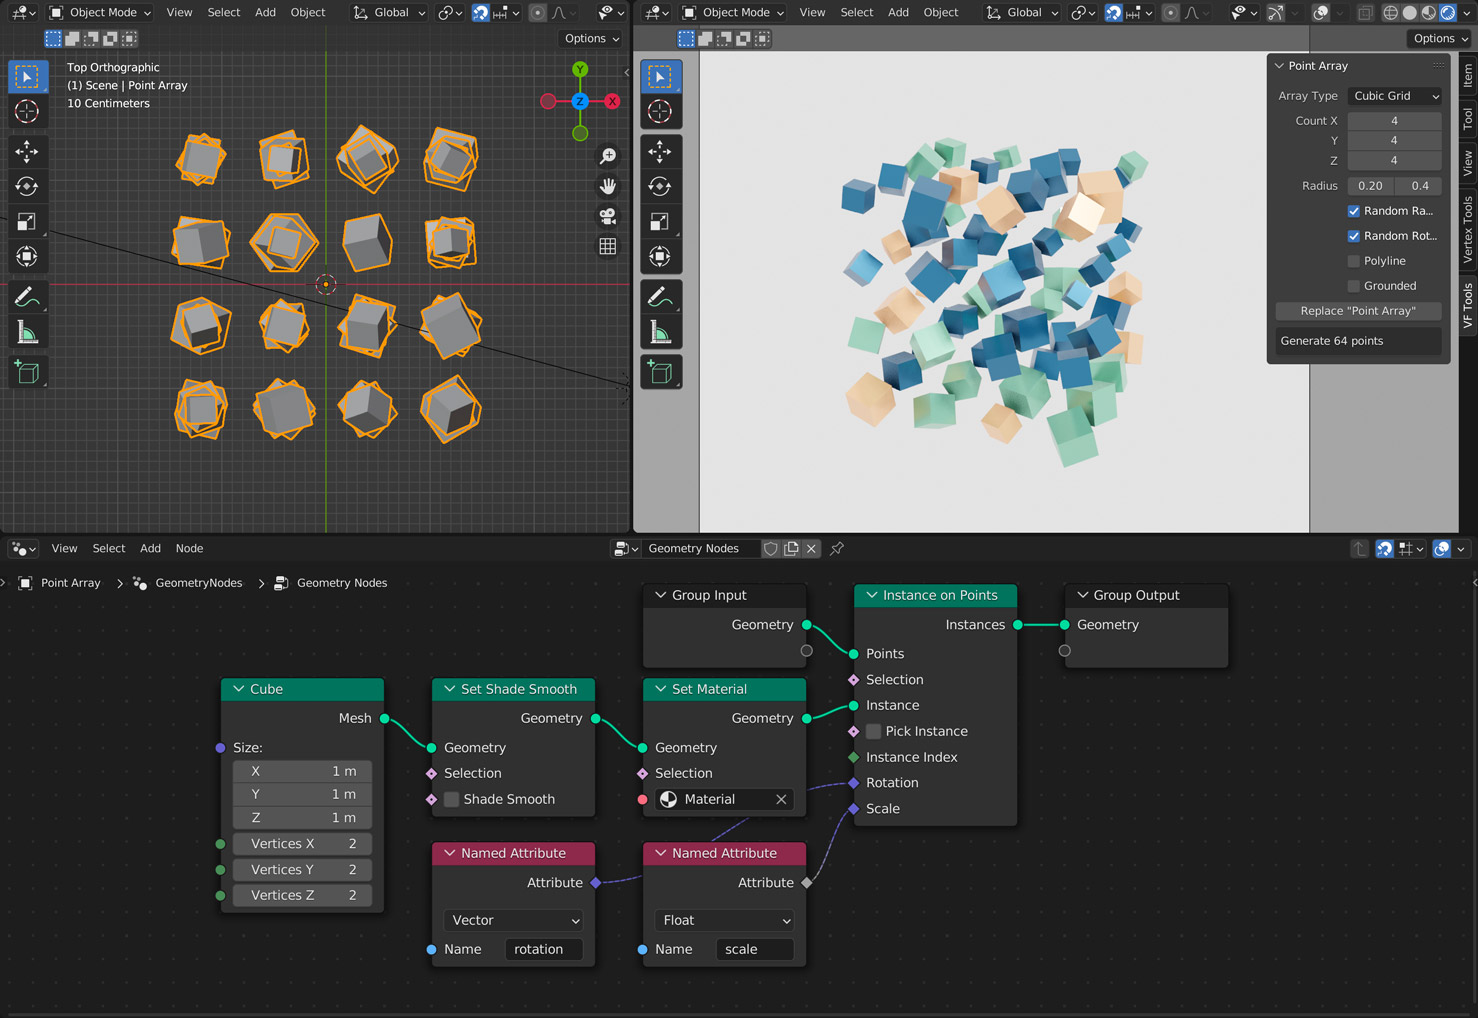 Object Mode View Select Add Object Global
Options
Top Orthographic
(1) Scene | Point Array
10 Centimeters
Y
Z
X
Object Mode View Select Add Object Global
Options
Point Array
Array Type Cubic Grid
Count X 4
Y 4
Z 4
Radius 0.20 0.4
Random Ra...
Random Rot...
Polyline
Grounded
Replace "Point Array"
Generate 64 points
Item
Tool
View
Vertex Tools
VF Tools
View Select Add Node
Geometry Nodes
Point Array > GeometryNodes > Geometry Nodes
Group Input
Geometry
Instance on Points
Instances
Points
Selection
Instance
Pick Instance
Instance Index
Rotation
Scale
Group Output
Geometry
Cube
Mesh
Size:
X 1 m
Y 1 m
Z 1 m
Vertices X 2
Vertices Y 2
Vertices Z 2
Set Shade Smooth
Geometry
Geometry
Selection
Shade Smooth
Set Material
Geometry
Geometry
Selection
Material
Named Attribute
Attribute
Vector
Name rotation
Named Attribute
Attribute
Float
Name scale